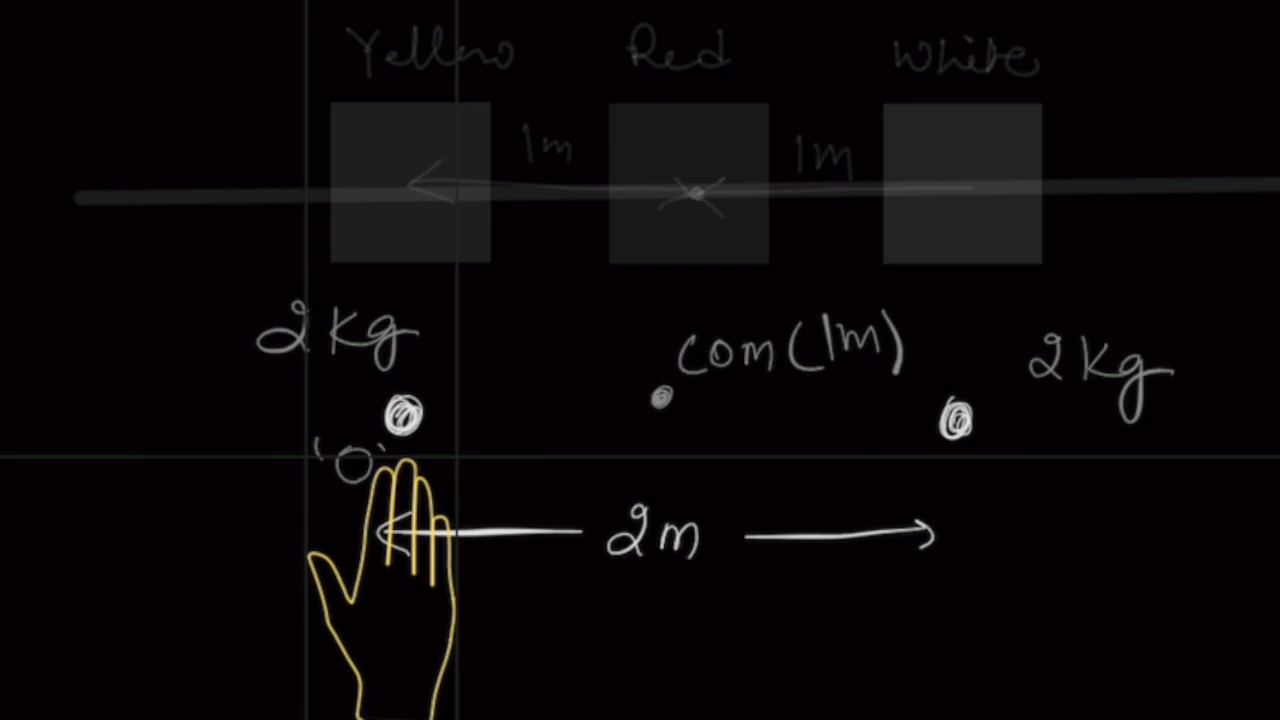 Yellow Red White
1m 1m
2kg com(1m) 2kg
'O'
2m